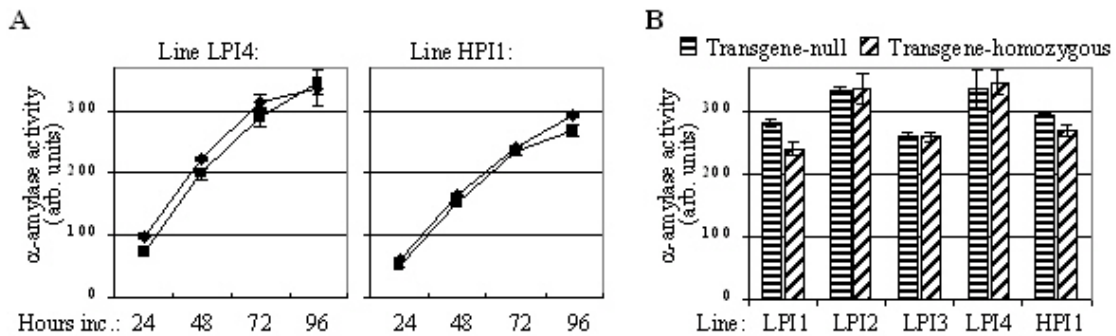 A
Line LPI4:
Line HPI1:
α-amylase activity
(arb. units)
300
200
100
0
Hours inc.: 24 48 72 96 24 48 72 96
B
Transgene-null Transgene-homozygous
α-amylase activity
(arb. units)
300
200
100
0
Line: LPI1 LPI2 LPI3 LPI4 HPI1